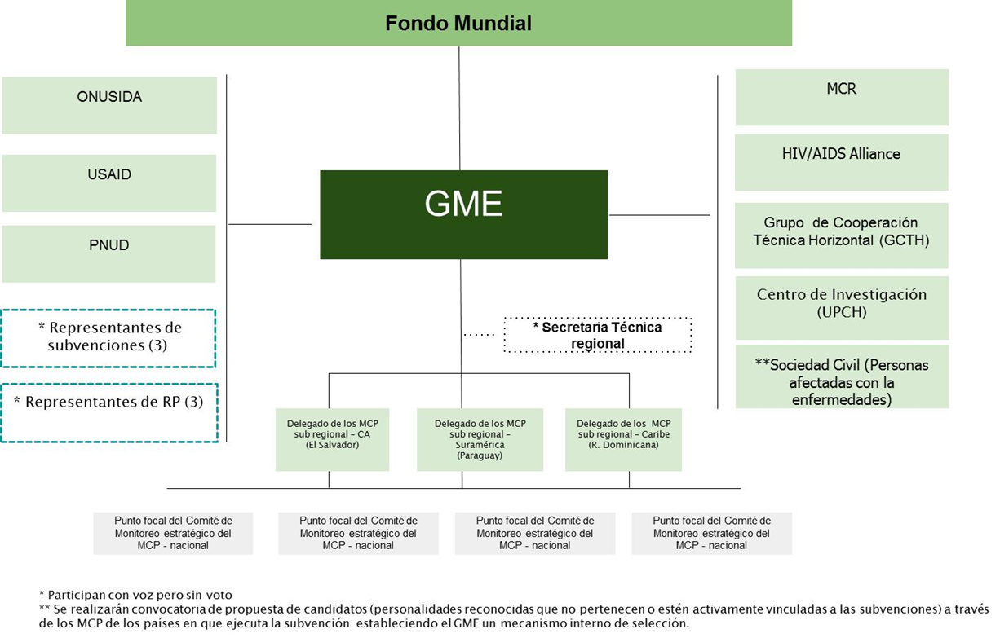 Fondo Mundial
ONUSIDA
USAID
PNUD
* Representantes de
subvenciones (3)
* Representantes de RP (3)
GME
MCR
HIV/AIDS Alliance
Grupo de Cooperación
Técnica Horizontal (GCTH)
Centro de Investigación
(UPCH)
**Sociedad Civil (Personas
afectadas con la
enfermedades)
* Secretaria Técnica
regional
Delegado de los MCP
sub regional – CA
(El Salvador)
Delegado de los MCP
sub regional –
Suramérica
(Paraguay)
Delegado de los MCP
sub regional – Caribe
(R. Dominicana)
Punto focal del Comité de
Monitoreo estratégico del
MCP - nacional
Punto focal del Comité de
Monitoreo estratégico del
MCP - nacional
Punto focal del Comité de
Monitoreo estratégico del
MCP - nacional
Punto focal del Comité de
Monitoreo estratégico del
MCP - nacional
* Participan con voz pero sin voto
** Se realizarán convocatoria de propuesta de candidatos (personalidades reconocidas que no pertenecen o estén activamente vinculadas a las subvenciones) a través
de los MCP de los países en que ejecuta la subvención estableciendo el GME un mecanismo interno de selección.